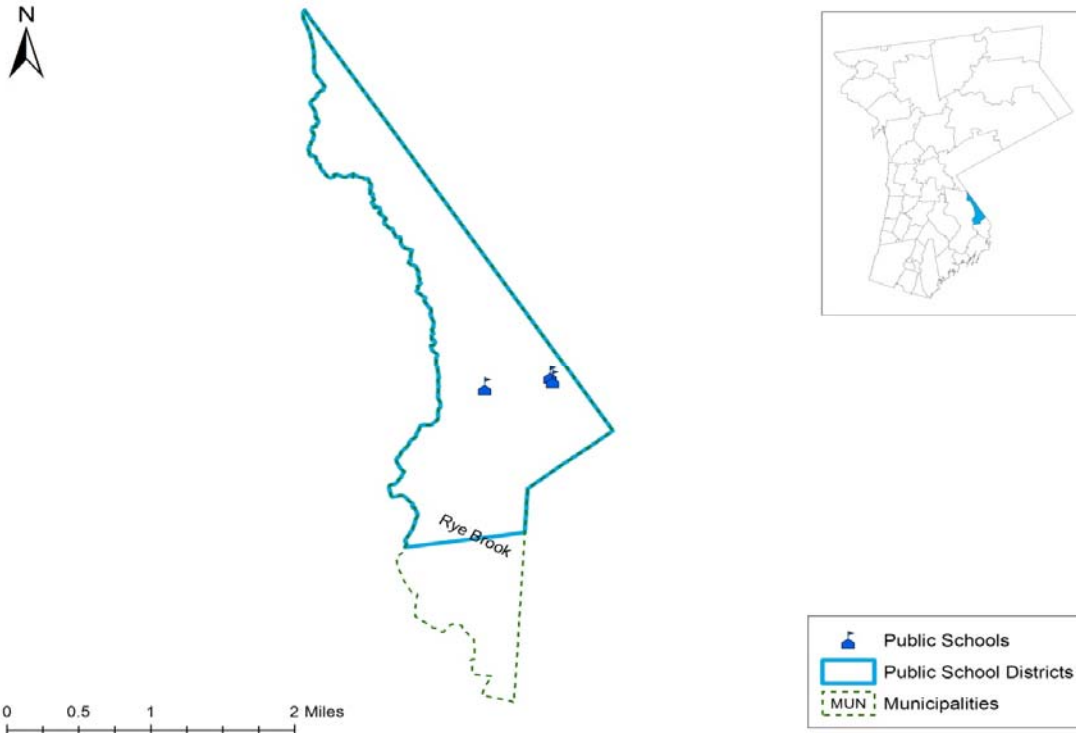 N
Rye Brook
Public Schools
Public School Districts
MUN Municipalities
0 0.5 1 2 Miles